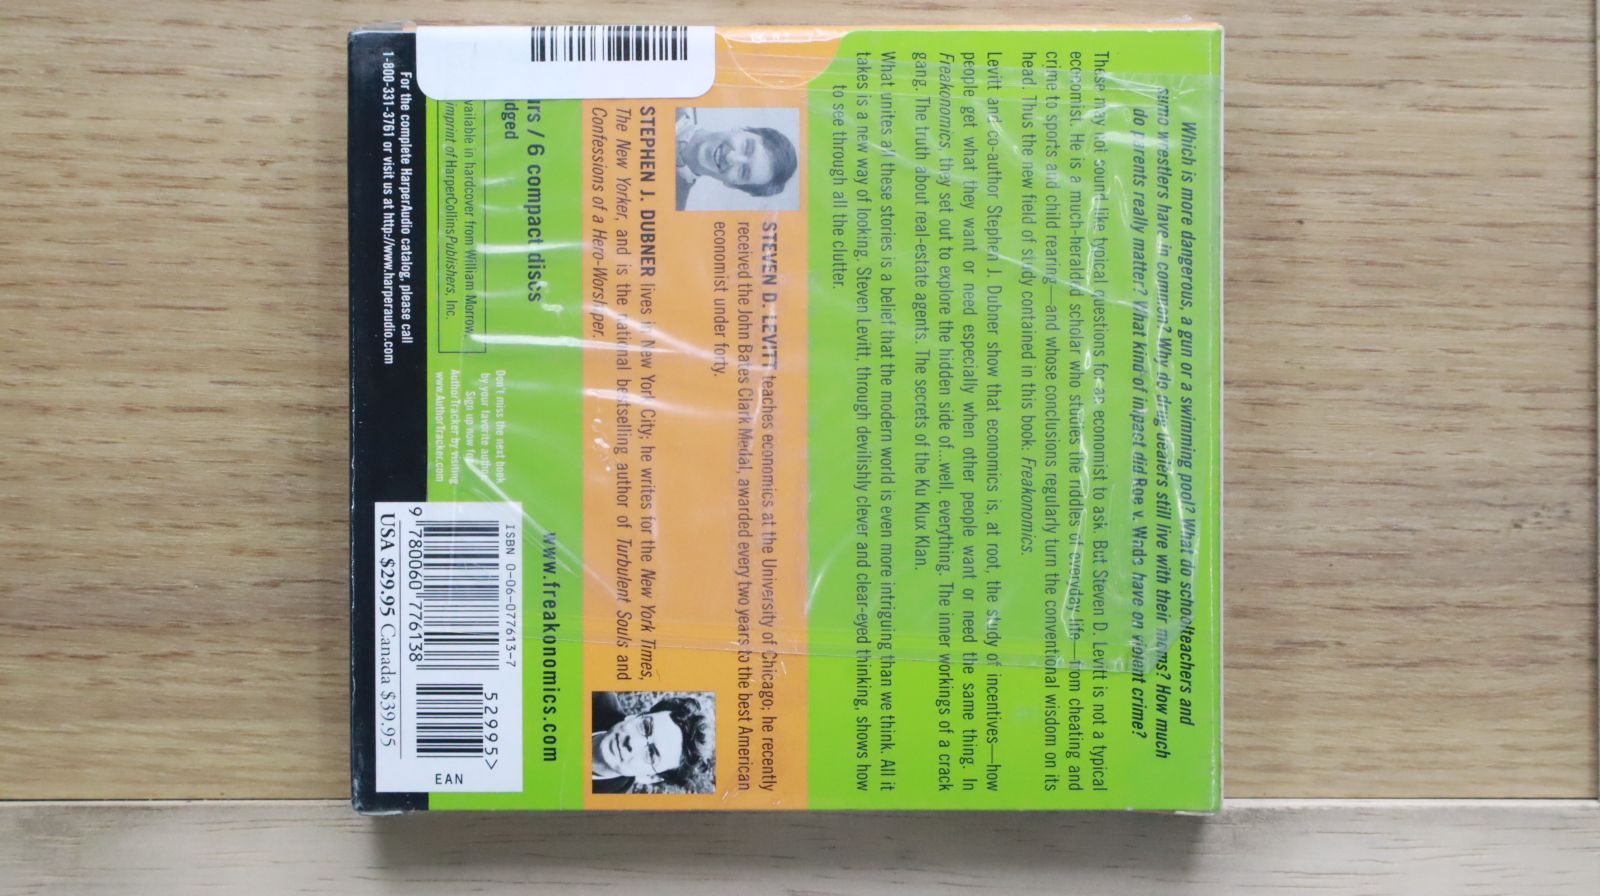 Which is more dangerous, a gun or a swimming pool? What do schoolteachers and
sumo wrestlers have in common? Why do drug dealers still live with their moms? How much
do parents really matter? What kind of impact did Roe v. Wade have on violent crime?
These may not sound like typical questions for an economist to ask. But Steven D. Levitt is not a typical
economist. He is a much-heralded scholar who studies the riddles of everyday life—from cheating and
crime to sports and child rearing—and whose conclusions regularly turn the conventional wisdom on its
head. Thus the new field of study contained in this book: Freakonomics.
Levitt and co-author Stephen J. Dubner show that economics is, at root, the study of incentives—how
people get what they want or need especially when other people want or need the same thing. In
Freakonomics, they set out to explore the hidden side of...well, everything. The inner workings of a crack
gang. The truth about real-estate agents. The secrets of the Ku Klux Klan.
What unites all these stories is a belief that the modern world is even more intriguing than we think. All it
takes is a new way of looking. Steven Levitt, through devilishly clever and clear-eyed thinking, shows how
to see through all the clutter.
STEVEN D. LEVITT teaches economics at the University of Chicago; he recently
received the John Bates Clark Medal, awarded every two years to the best American
economist under forty.
STEPHEN J. DUBNER lives in New York City; he writes for the New York Times,
The New Yorker, and is the national bestselling author of Turbulent Souls and
Confessions of a Hero-Worshiper.
urs / 6 compact discs
dged
www.freakonomics.com
vailable in hardcover from William Morrow
imprint of HarperCollinsPublishers, Inc.
Don't miss the next book
by your favorite author.
Sign up now for
AuthorTracker by visiting
www.AuthorTracker.com
For the complete HarperAudio catalog, please call
1-800-331-3761 or visit us at http://www.harperaudio.com
ISBN 0-06-077613-7
9 780060 776138
52995>
EAN
USA $29.95 Canada $39.95